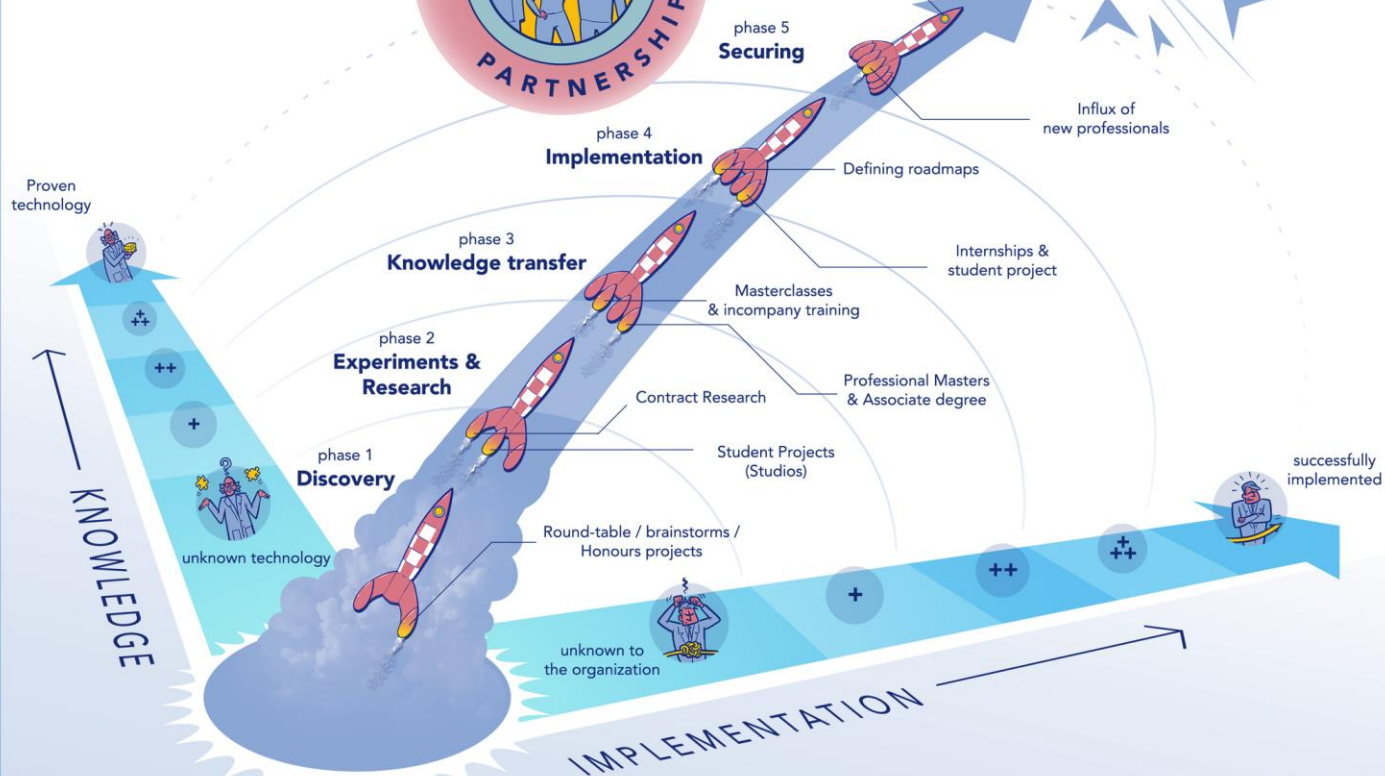 PARTNERSHIP
phase 5
Securing
Influx of
new professionals
phase 4
Implementation
Defining roadmaps
Proven
technology
phase 3
Knowledge transfer
Internships &
student project
Masterclasses
& incompany training
+
++
phase 2
Experiments &
Research
++
Professional Masters
& Associate degree
Contract Research
+
phase 1
Discovery
Student Projects
(Studios)
successfully
implemented
?
KNOWLEDGE
unknown technology
Round-table / brainstorms /
Honours projects
+
++
++
+
unknown to
the organization
IMPLEMENTATION